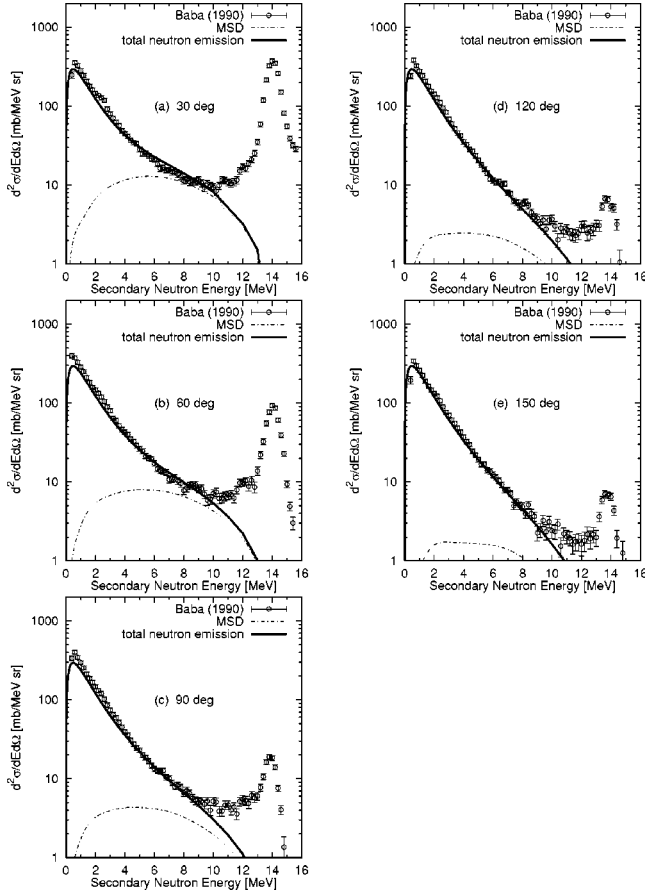 Baba (1990)
MSD
total neutron emission
(a) 30 deg
d²σ/dEdΩ [mb/MeV sr]
1000
100
10
1
0 2 4 6 8 10 12 14 16
Secondary Neutron Energy [MeV]
Baba (1990)
MSD
total neutron emission
(b) 60 deg
d²σ/dEdΩ [mb/MeV sr]
1000
100
10
1
0 2 4 6 8 10 12 14 16
Secondary Neutron Energy [MeV]
Baba (1990)
MSD
total neutron emission
(c) 90 deg
d²σ/dEdΩ [mb/MeV sr]
1000
100
10
1
0 2 4 6 8 10 12 14 16
Secondary Neutron Energy [MeV]
Baba (1990)
MSD
total neutron emission
(d) 120 deg
d²σ/dEdΩ [mb/MeV sr]
1000
100
10
1
0 2 4 6 8 10 12 14 16
Secondary Neutron Energy [MeV]
Baba (1990)
MSD
total neutron emission
(e) 150 deg
d²σ/dEdΩ [mb/MeV sr]
1000
100
10
1
0 2 4 6 8 10 12 14 16
Secondary Neutron Energy [MeV]